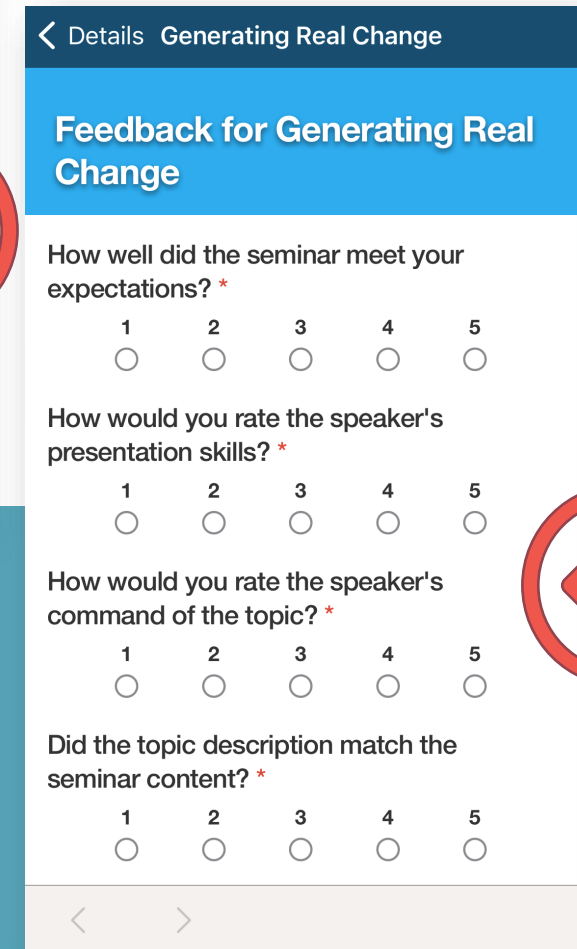 Details Generating Real Change
Feedback for Generating Real
Change
How well did the seminar meet your
expectations? *
1 2 3 4 5
How would you rate the speaker's
presentation skills? *
1 2 3 4 5
How would you rate the speaker's
command of the topic? *
1 2 3 4 5
Did the topic description match the
seminar content? *
1 2 3 4 5